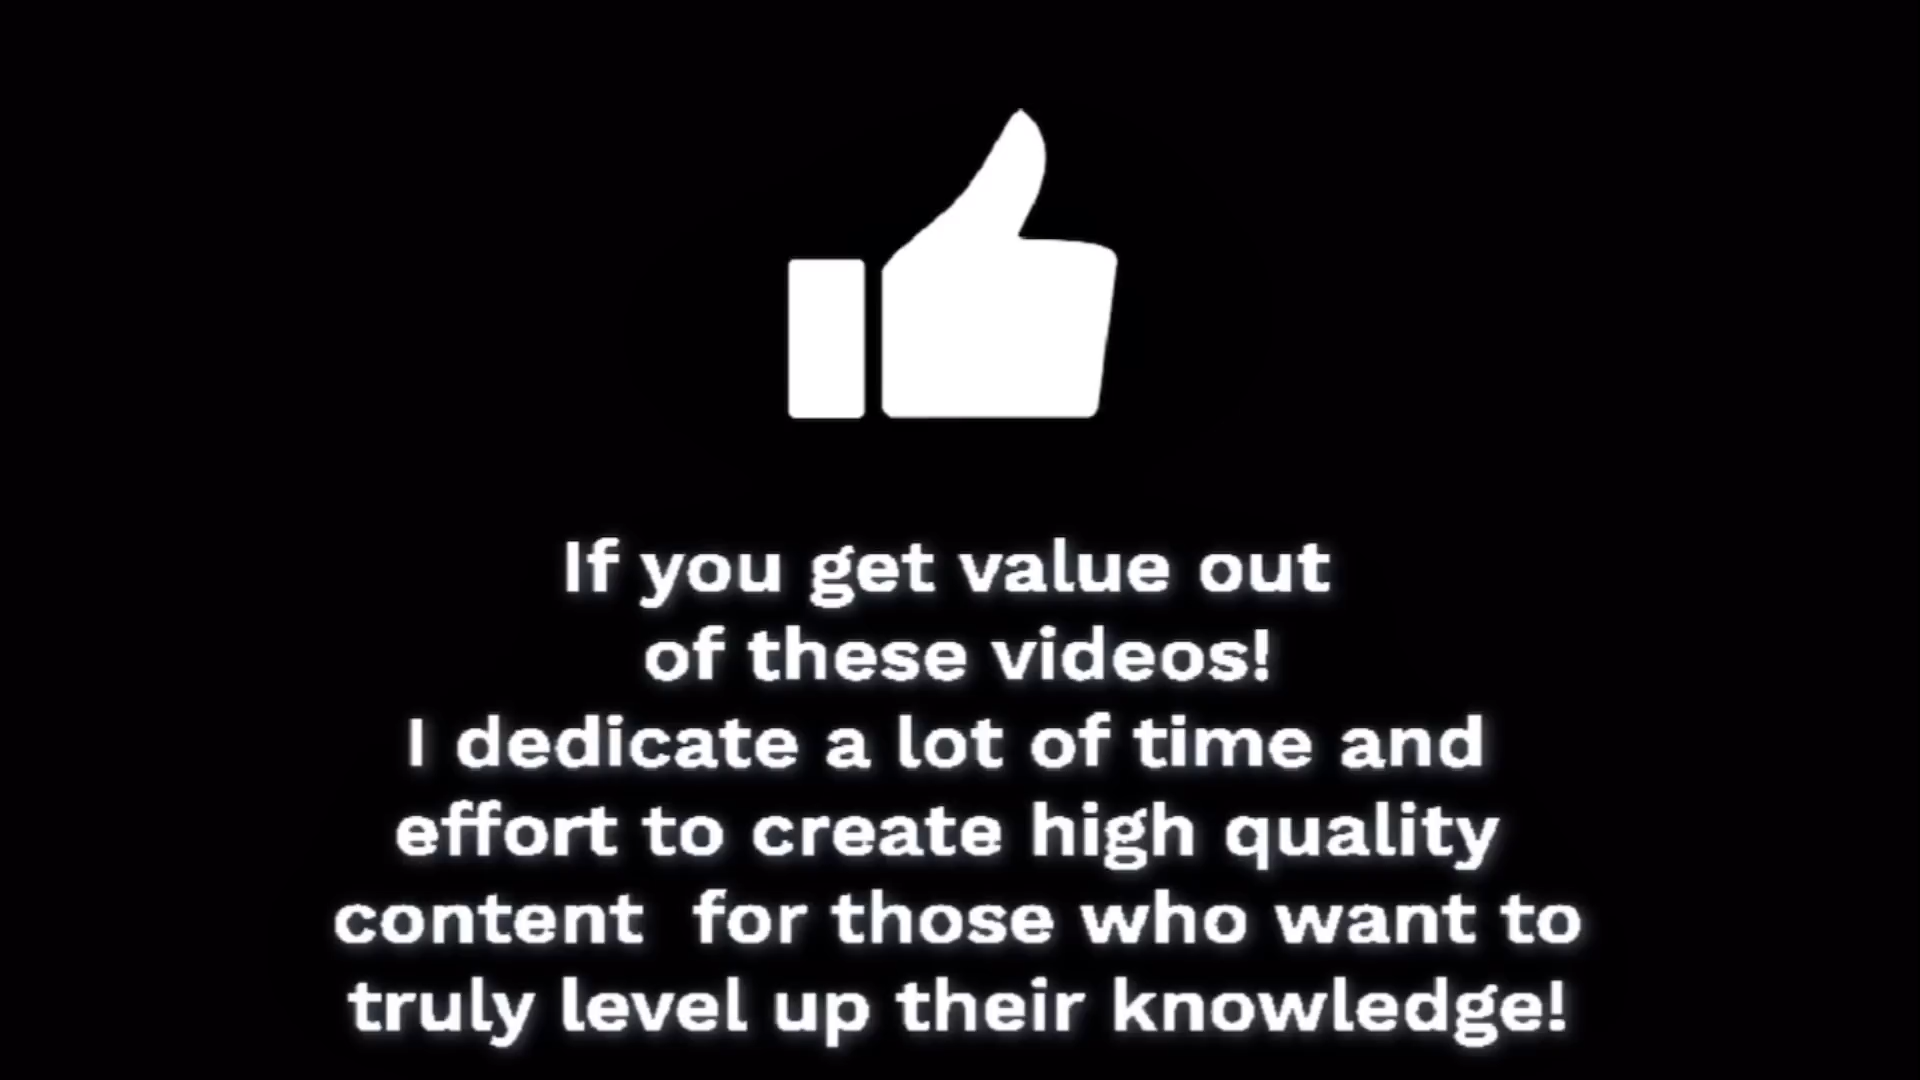 If you get value out
of these videos!
I dedicate a lot of time and
effort to create high quality
content  for those who want to
truly level up their knowledge!